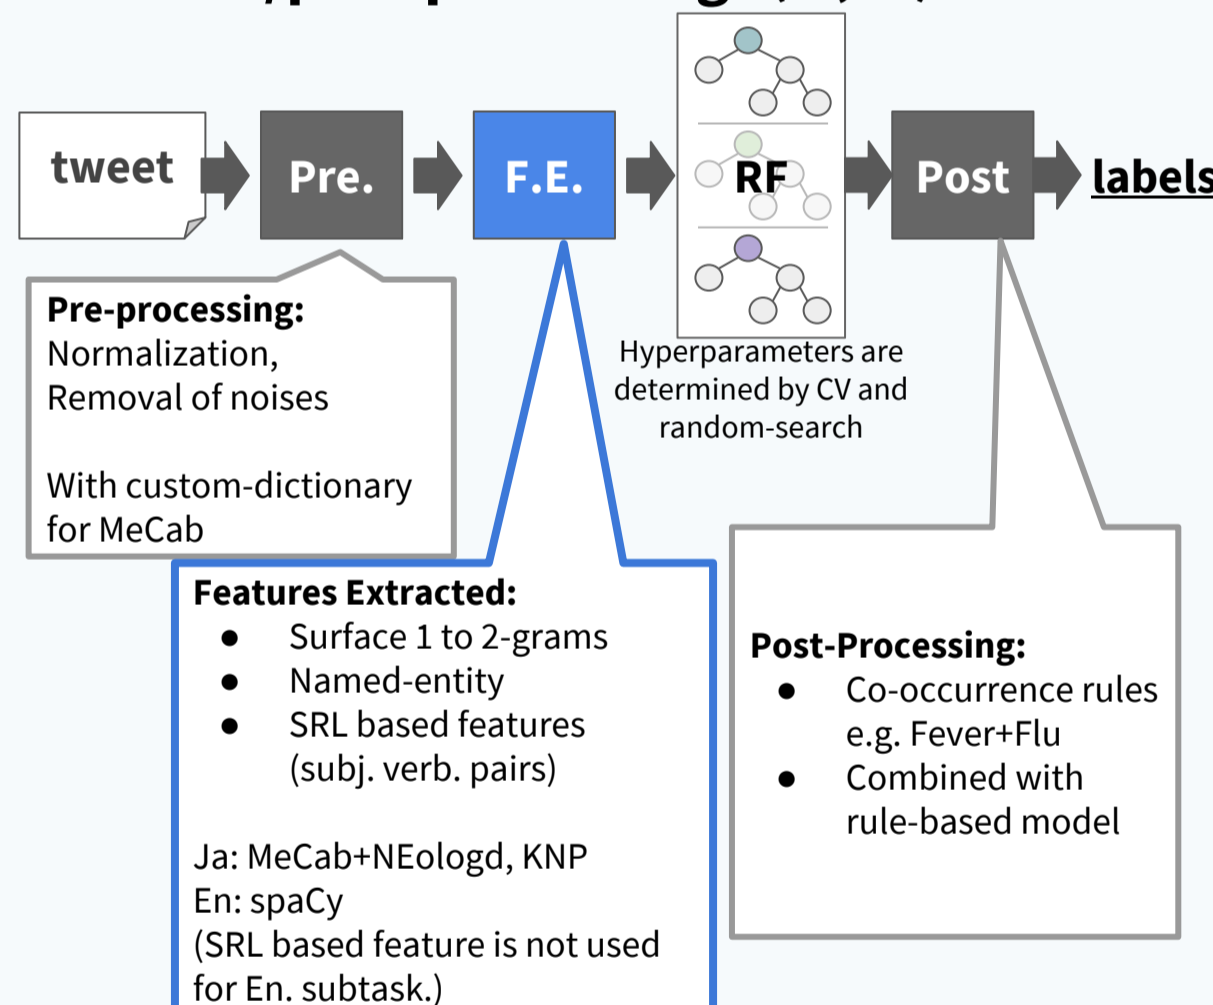 tweet
Pre.
F.E.
RF
Post
labels
Pre-processing:
Normalization,
Removal of noises
With custom-dictionary
for MeCab
Hyperparameters are
determined by CV and
random-search
Features Extracted:
● Surface 1 to 2-grams
● Named-entity
● SRL based features
(subj. verb. pairs)
Ja: MeCab+NEologd, KNP
En: spaCy
(SRL based feature is not used
for En. subtask.)
Post-Processing:
● Co-occurrence rules
e.g. Fever+Flu
● Combined with
rule-based model